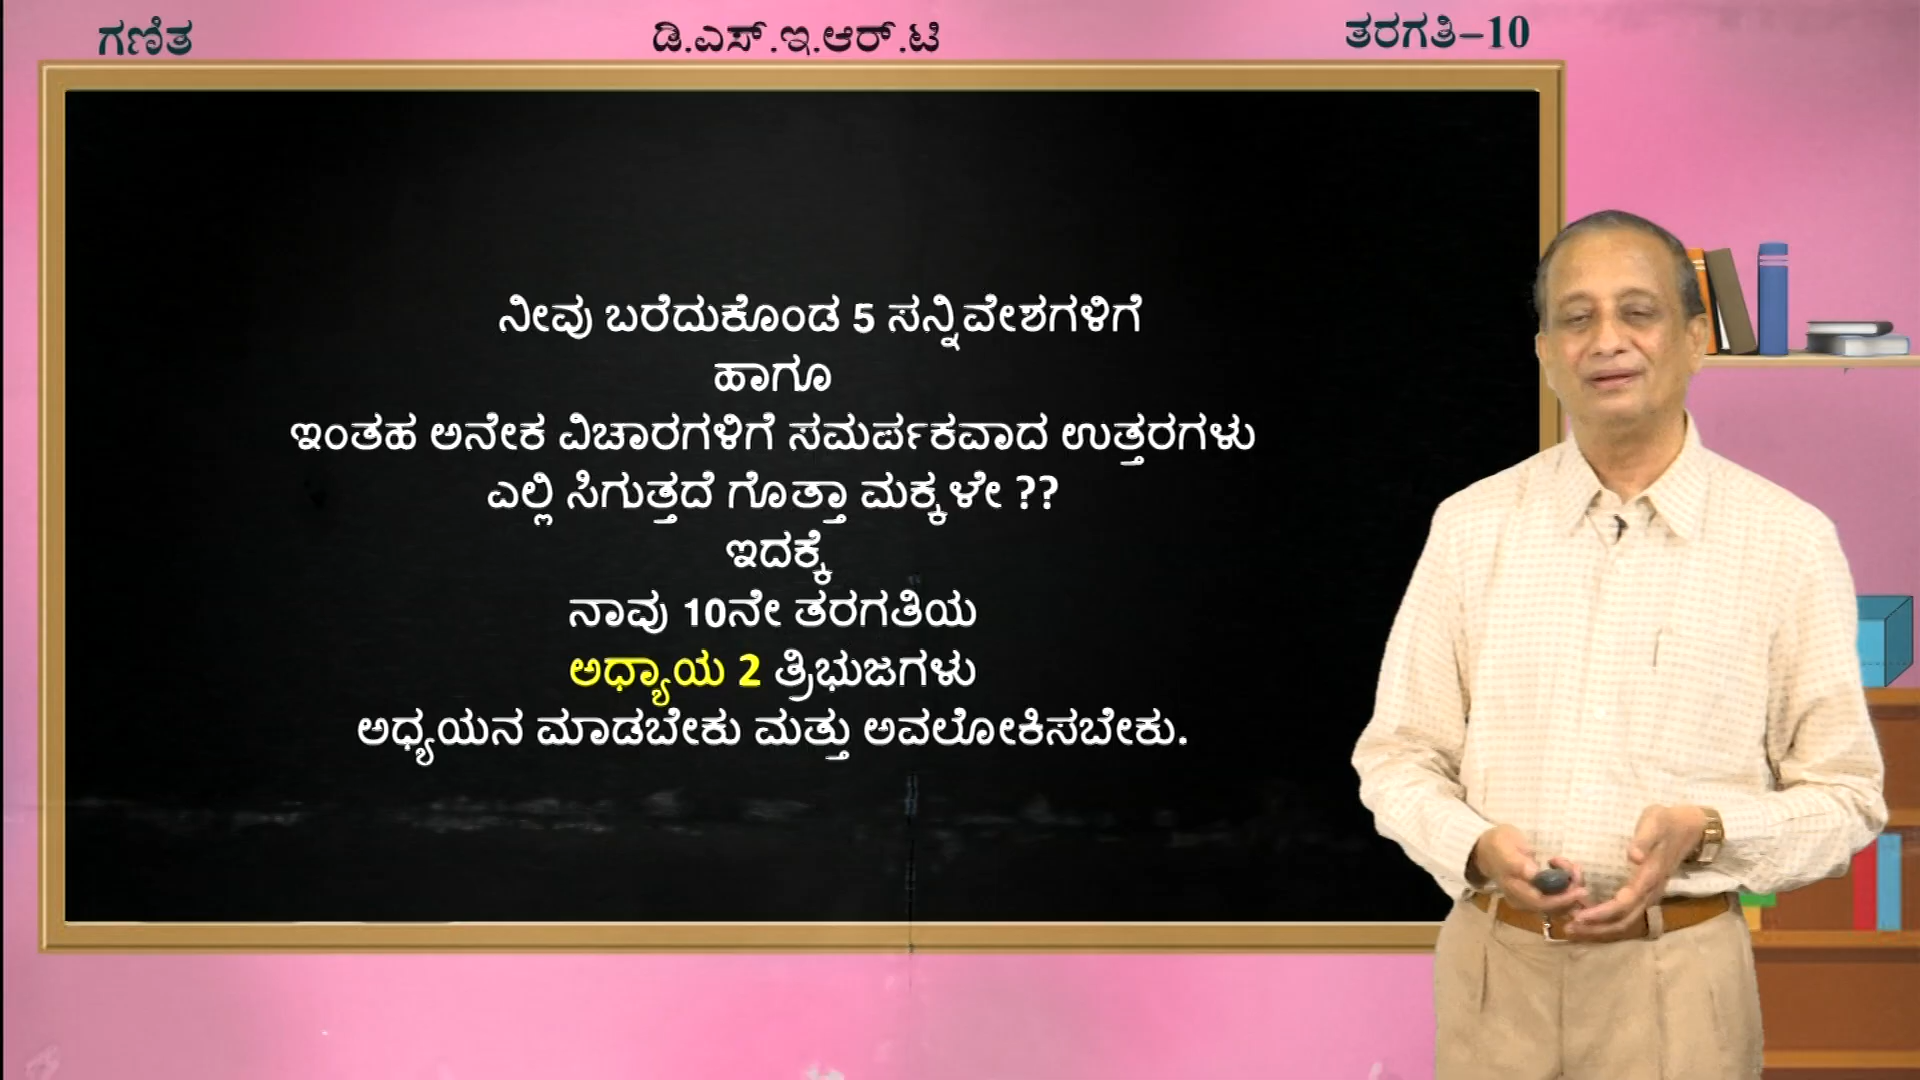 ಗಣಿತ
ಡಿ.ಎಸ್.ಇ.ಆರ್.ಟಿ
ತರಗತಿ–10
ನೀವು ಬರೆದುಕೊಂಡ 5 ಸನ್ನಿವೇಶಗಳಿಗೆ
ಹಾಗೂ
ಇಂತಹ ಅನೇಕ ವಿಚಾರಗಳಿಗೆ ಸಮರ್ಪಕವಾದ ಉತ್ತರಗಳು
ಎಲ್ಲಿ ಸಿಗುತ್ತದೆ ಗೊತ್ತಾ ಮಕ್ಕಳೇ ??
ಇದಕ್ಕೆ
ನಾವು 10ನೇ ತರಗತಿಯ
ಅಧ್ಯಾಯ 2 ತ್ರಿಭುಜಗಳು
ಅಧ್ಯಯನ ಮಾಡಬೇಕು ಮತ್ತು ಅವಲೋಕಿಸಬೇಕು.